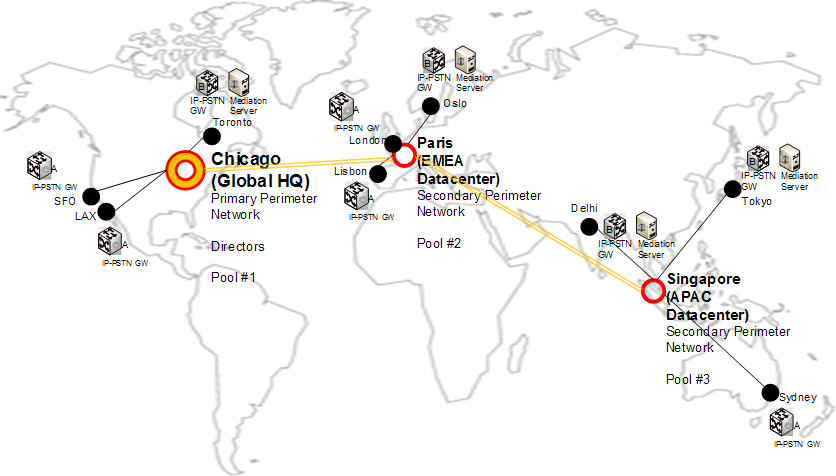 B
IP-PSTN
GW
Mediation
Server
Toronto
A
IP-PSTN GW
SFO
LAX
A
IP-PSTN GW
Chicago
(Global HQ)
Primary Perimeter
Network
Directors
Pool #1
B
IP-PSTN
GW
Mediation
Server
Oslo
A
IP-PSTN GW
London
Lisbon
A
IP-PSTN GW
Paris
(EMEA
Datacenter)
Secondary Perimeter
Network
Pool #2
B
IP-PSTN
GW
Mediation
Server
Tokyo
Delhi
B
IP-PSTN
GW
Mediation
Server
Singapore
(APAC
Datacenter)
Secondary Perimeter
Network
Pool #3
Sydney
A
IP-PSTN GW